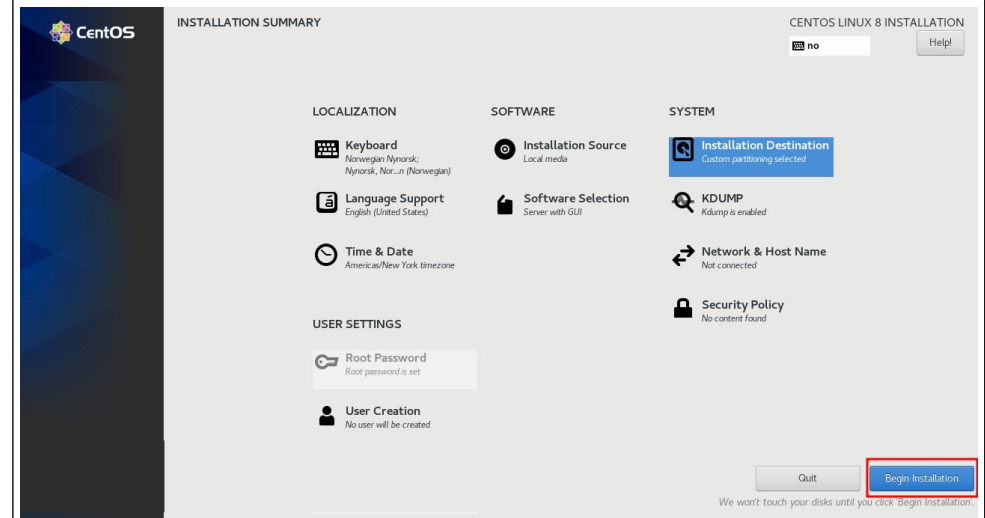 CentOS
INSTALLATION SUMMARY
CENTOS LINUX 8 INSTALLATION
no
Help!
LOCALIZATION
SOFTWARE
SYSTEM
Keyboard
Norwegian Nynorsk;
Nynorsk, Nor...n (Norwegian)
Installation Source
Local media
Installation Destination
Custom partitioning selected
Language Support
English (United States)
Software Selection
Server with GUI
KDUMP
Kdump is enabled
Time & Date
Americas/New York timezone
Network & Host Name
Not connected
Security Policy
No content found
USER SETTINGS
Root Password
Root password is set
User Creation
No user will be created
Quit
Begin Installation
We won't touch your disks until you click 'Begin Installation'.